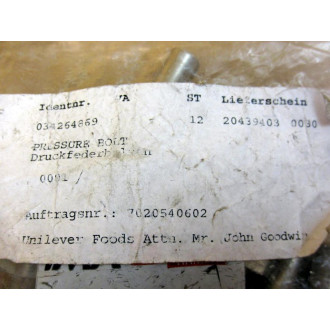 Identnr. VA ST Lieferschein
034264869 12 20439403 0030
PRESSURE BOLT
0091 /
Auftragsnr.: 7020540602
Unilever Foods Attn. Mr. John Goodwin